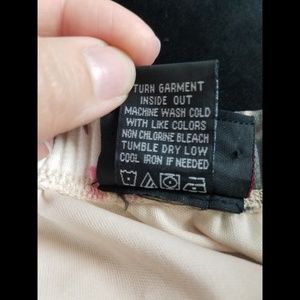 TURN GARMENT
INSIDE OUT
MACHINE WASH COLD
WITH LIKE COLORS
NON CHLORINE BLEACH
TUMBLE DRY LOW
COOL IRON IF NEEDED